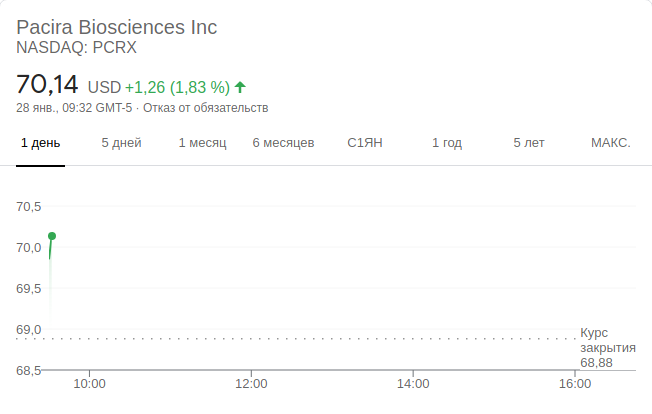 Pacira Biosciences Inc
NASDAQ: PCRX
70,14 USD +1,26 (1,83 %)
28 янв., 09:32 GMT-5 · Отказ от обязательств
1 день 5 дней 1 месяц 6 месяцев С1ЯН 1 год 5 лет МАКС.
70,5
70,0
69,5
69,0
68,5
Курс
закрытия
68,88
10:00 12:00 14:00 16:00